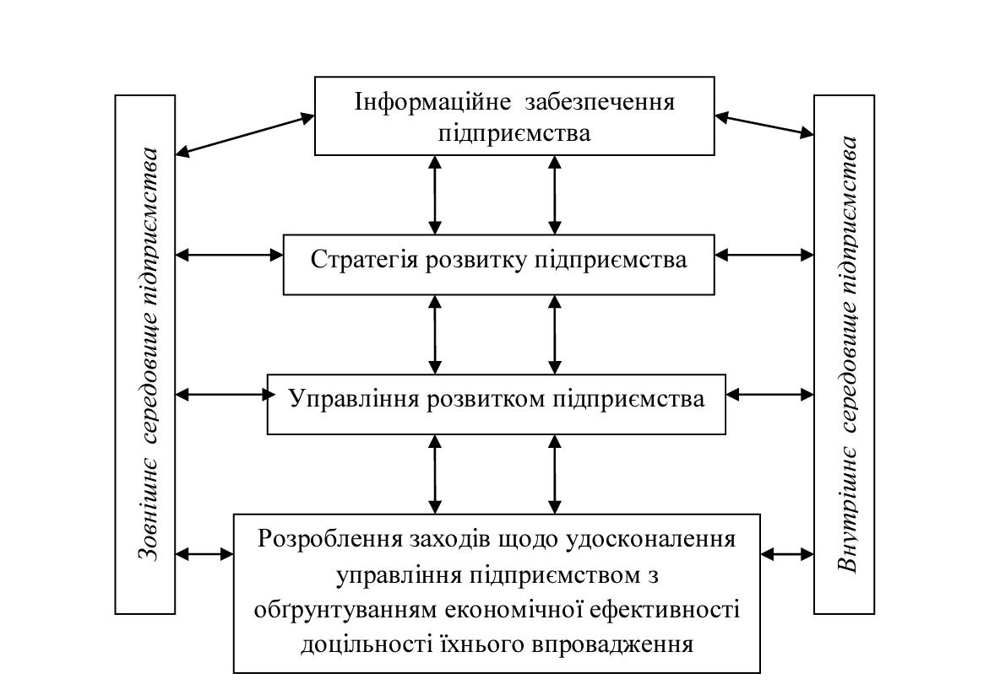 Зовнішнє середовище підприємства
Інформаційне забезпечення
підприємства
Стратегія розвитку підприємства
Управління розвитком підприємства
Розроблення заходів щодо удосконалення
управління підприємством з
обґрунтуванням економічної ефективності
доцільності їхнього впровадження
Внутрішнє середовище підприємства